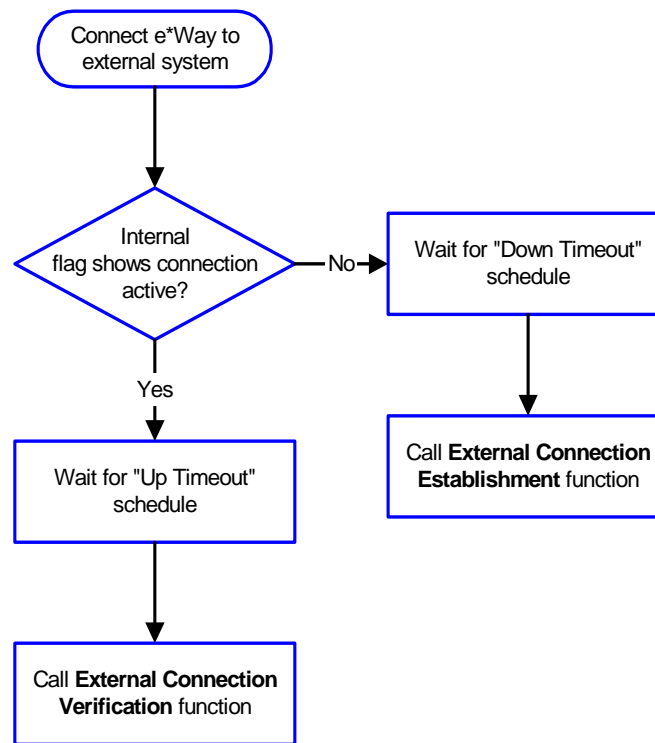 Connect e*Way to
external system
Internal
flag shows connection
active?
No
Wait for "Down Timeout"
schedule
Yes
Call External Connection
Establishment function
Wait for "Up Timeout"
schedule
Call External Connection
Verification function